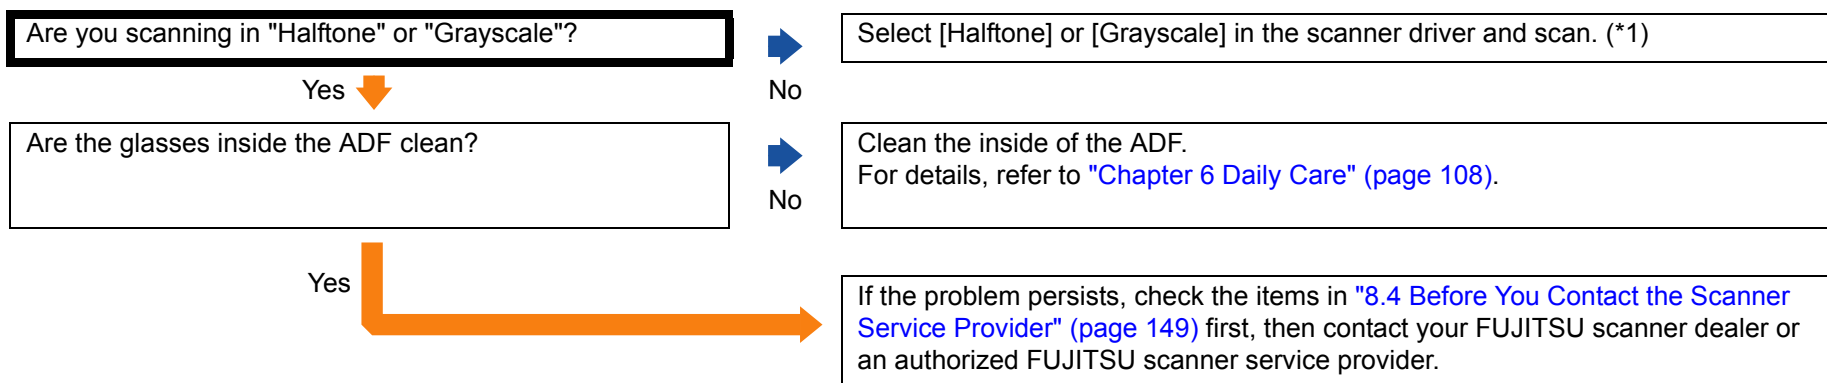 Are you scanning in "Halftone" or "Grayscale"?
Select [Halftone] or [Grayscale] in the scanner driver and scan. (*1)
Yes
No
Are the glasses inside the ADF clean?
Clean the inside of the ADF.
For details, refer to "Chapter 6 Daily Care" (page 108).
No
Yes
If the problem persists, check the items in "8.4 Before You Contact the Scanner
Service Provider" (page 149) first, then contact your FUJITSU scanner dealer or
an authorized FUJITSU scanner service provider.